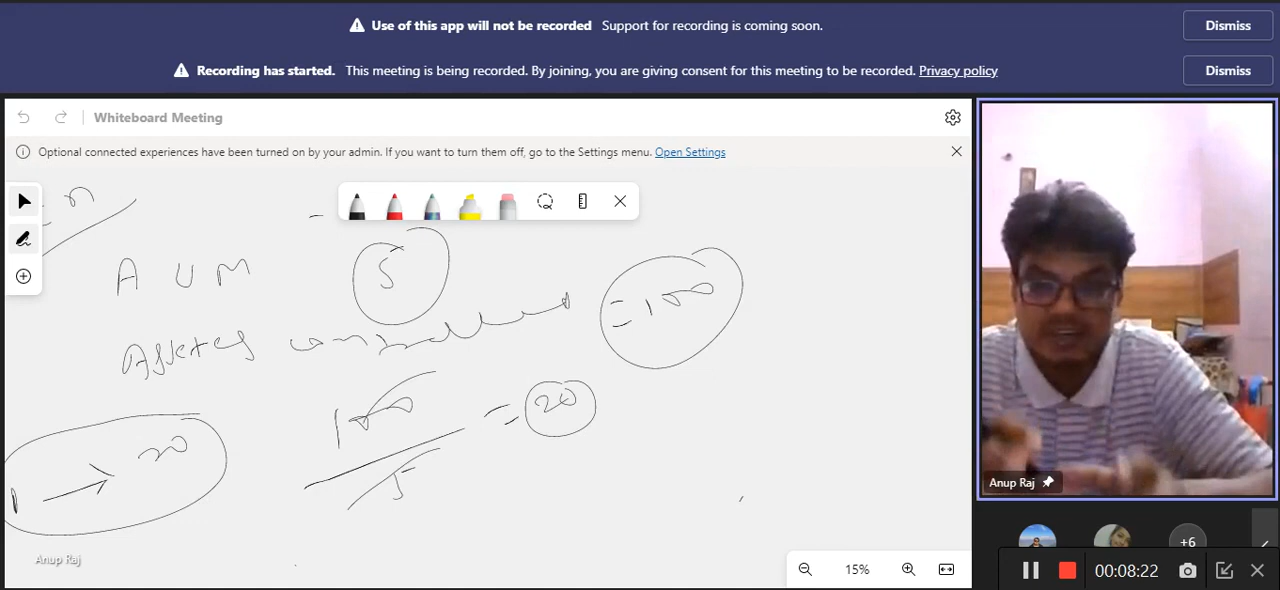 Use of this app will not be recorded Support for recording is coming soon. Dismiss
Recording has started. This meeting is being recorded. By joining, you are giving consent for this meeting to be recorded. Privacy policy Dismiss
Whiteboard Meeting
Optional connected experiences have been turned on by your admin. If you want to turn them off, go to the Settings menu. Open Settings
n
AUM 5
Assets controlled = 100
100 / 5 = 20
1 → 20
Anup Raj
Anup Raj
+6
15%
00:08:22